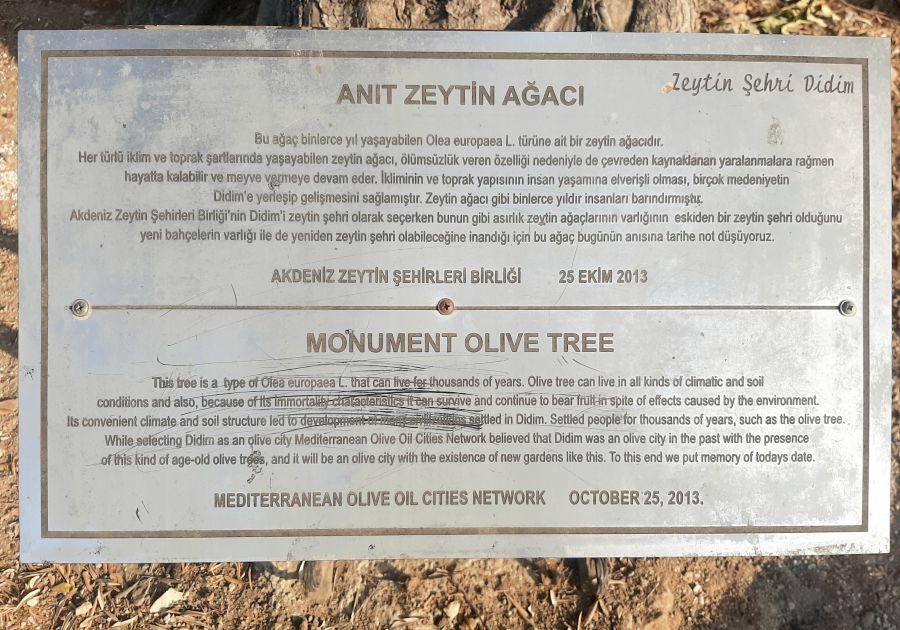 Zeytin Şehri Didim
ANIT ZEYTİN AĞACI
Bu ağaç binlerce yıl yaşayabilen Olea europaea L. türüne ait bir zeytin ağacıdır.
Her türlü iklim ve toprak şartlarında yaşayabilen zeytin ağacı, ölümsüzlük veren özelliği nedeniyle de çevreden kaynaklanan yaralanmalara rağmen
hayatta kalabilir ve meyve vermeye devam eder. İkliminin ve toprak yapısının insan yaşamına elverişli olması, birçok medeniyetin
Didim'e yerleşip gelişmesini sağlamıştır. Zeytin ağacı gibi binlerce yıldır insanları barındırmıştır.
Akdeniz Zeytin Şehirleri Birliği'nin Didim'i zeytin şehri olarak seçerken bunun gibi asırlık zeytin ağaçlarının varlığının eskiden bir zeytin şehri olduğunu
yeni bahçelerin varlığı ile de yeniden zeytin şehri olabileceğine inandığı için bu ağaç bugünün anısına tarihe not düşüyoruz.
AKDENİZ ZEYTİN ŞEHİRLERİ BİRLİĞİ 25 EKİM 2013
MONUMENT OLIVE TREE
This tree is a type of Olea europaea L. that can live for thousands of years. Olive tree can live in all kinds of climatic and soil
conditions and also, because of its immortality characteristics it can survive and continue to bear fruit in spite of effects caused by the environment.
Its convenient climate and soil structure led to development of many settled in Didim. Settled people for thousands of years, such as the olive tree.
While selecting Didim as an olive city Mediterranean Olive Oil Cities Network believed that Didim was an olive city in the past with the presence
of this kind of age-old olive trees, and it will be an olive city with the existence of new gardens like this. To this end we put memory of todays date.
MEDITERRANEAN OLIVE OIL CITIES NETWORK OCTOBER 25, 2013.